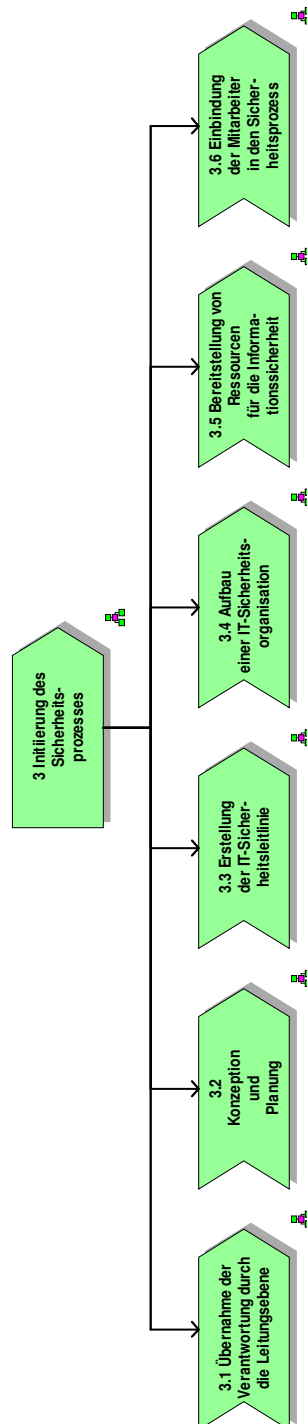 3 Initiierung des
Sicherheits-
prozesses
3.1 Übernahme der
Verantwortung durch
die Leitungsebene
3.2
Konzeption
und
Planung
3.3 Erstellung
der IT-Sicher-
heitsleitlinie
3.4 Aufbau
einer IT-Sicherheits-
organisation
3.5 Bereitstellung von
Ressourcen
für die Informa-
tionssicherheit
3.6 Einbindung
der Mitarbeiter
in den Sicher-
heitsprozess